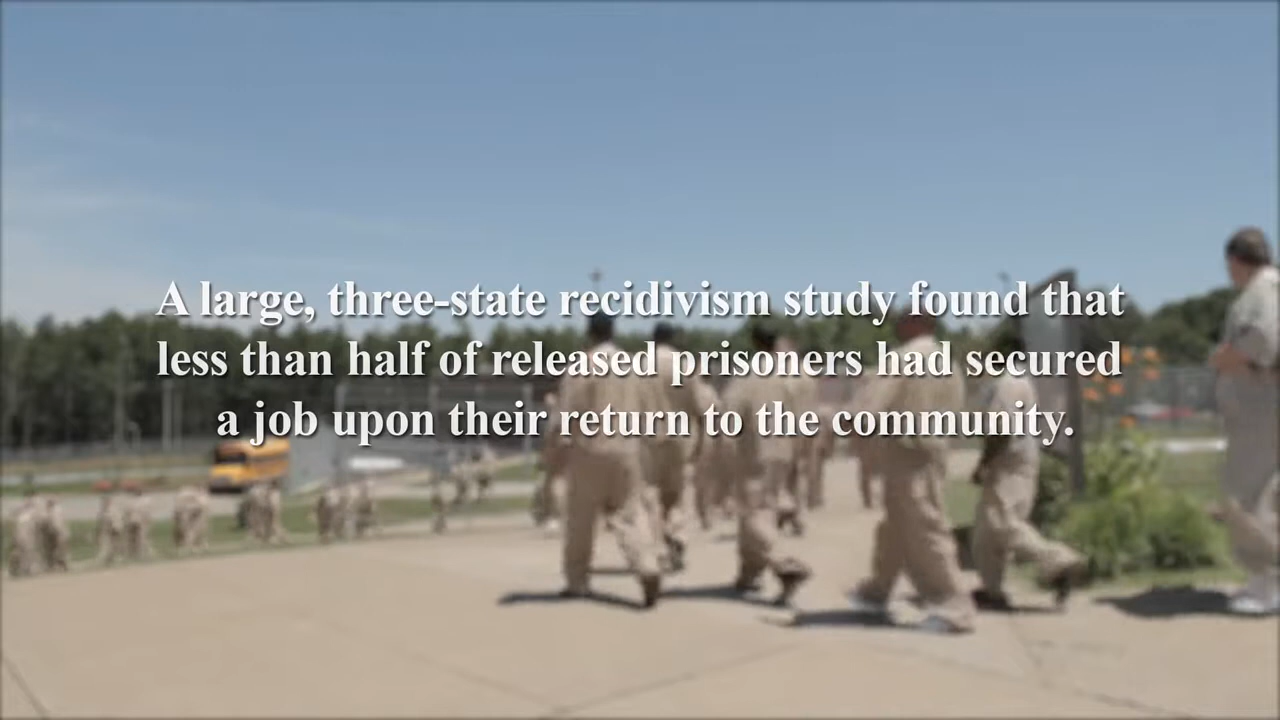 A large, three-state recidivism study found that
less than half of released prisoners had secured
a job upon their return to the community.